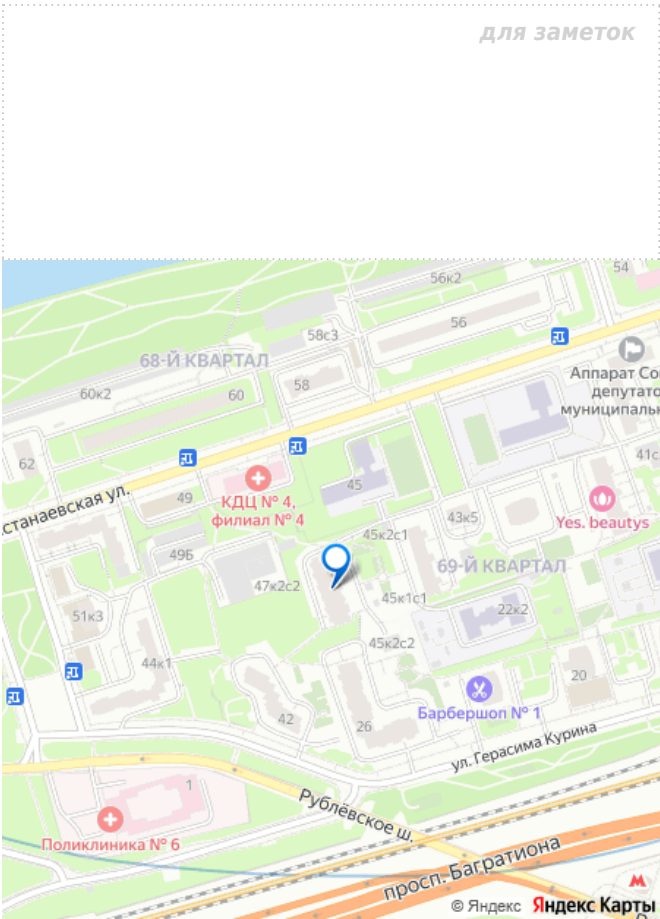 для заметок
54
56к2
56
58с3
68-Й КВАРТАЛ
Аппарат Со
депутато
муниципаль
58
60к2
60
62
41с
45
КДЦ № 4,
филиал № 4
49
станаевская ул.
Yes. beautys
43к5
45к2с1
49Б
69-Й КВАРТАЛ
47к2с2
45к1с1
22к2
51к3
45к2с2
44к1
20
Барбершоп № 1
42
26
ул. Герасима Курина
1
Рублёвское ш.
Поликлиника № 6
просп. Багратиона
© Яндекс Яндекс Карты